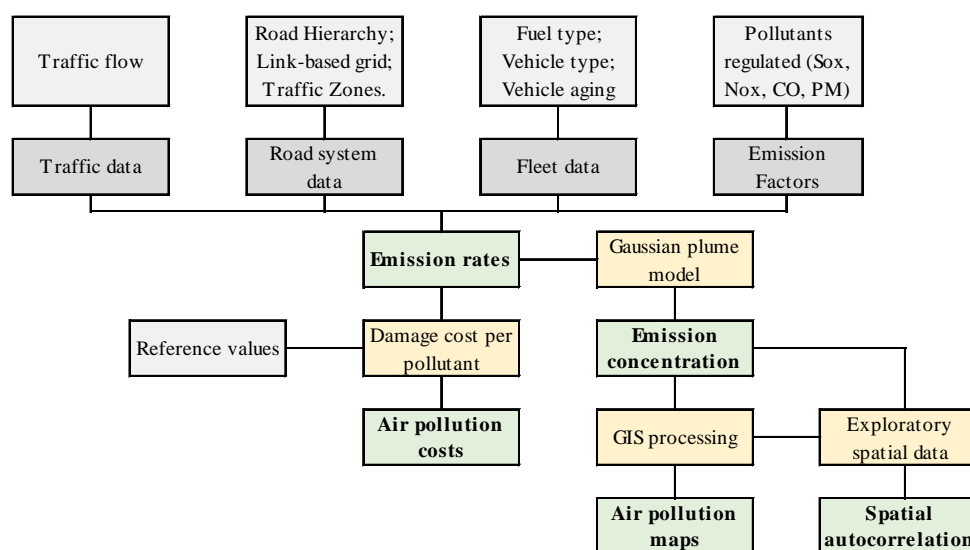 Traffic flow
Road Hierarchy;
Link-based grid;
Traffic Zones.
Fuel type;
Vehicle type;
Vehicle aging
Pollutants
regulated (Sox,
Nox, CO, PM)
Traffic data
Road system
data
Fleet data
Emission
Factors
Emission rates
Gaussian plume
model
Reference values
Damage cost per
pollutant
Emission
concentration
Air pollution
costs
GIS processing
Exploratory
spatial data
Air pollution
maps
Spatial
autocorrelation